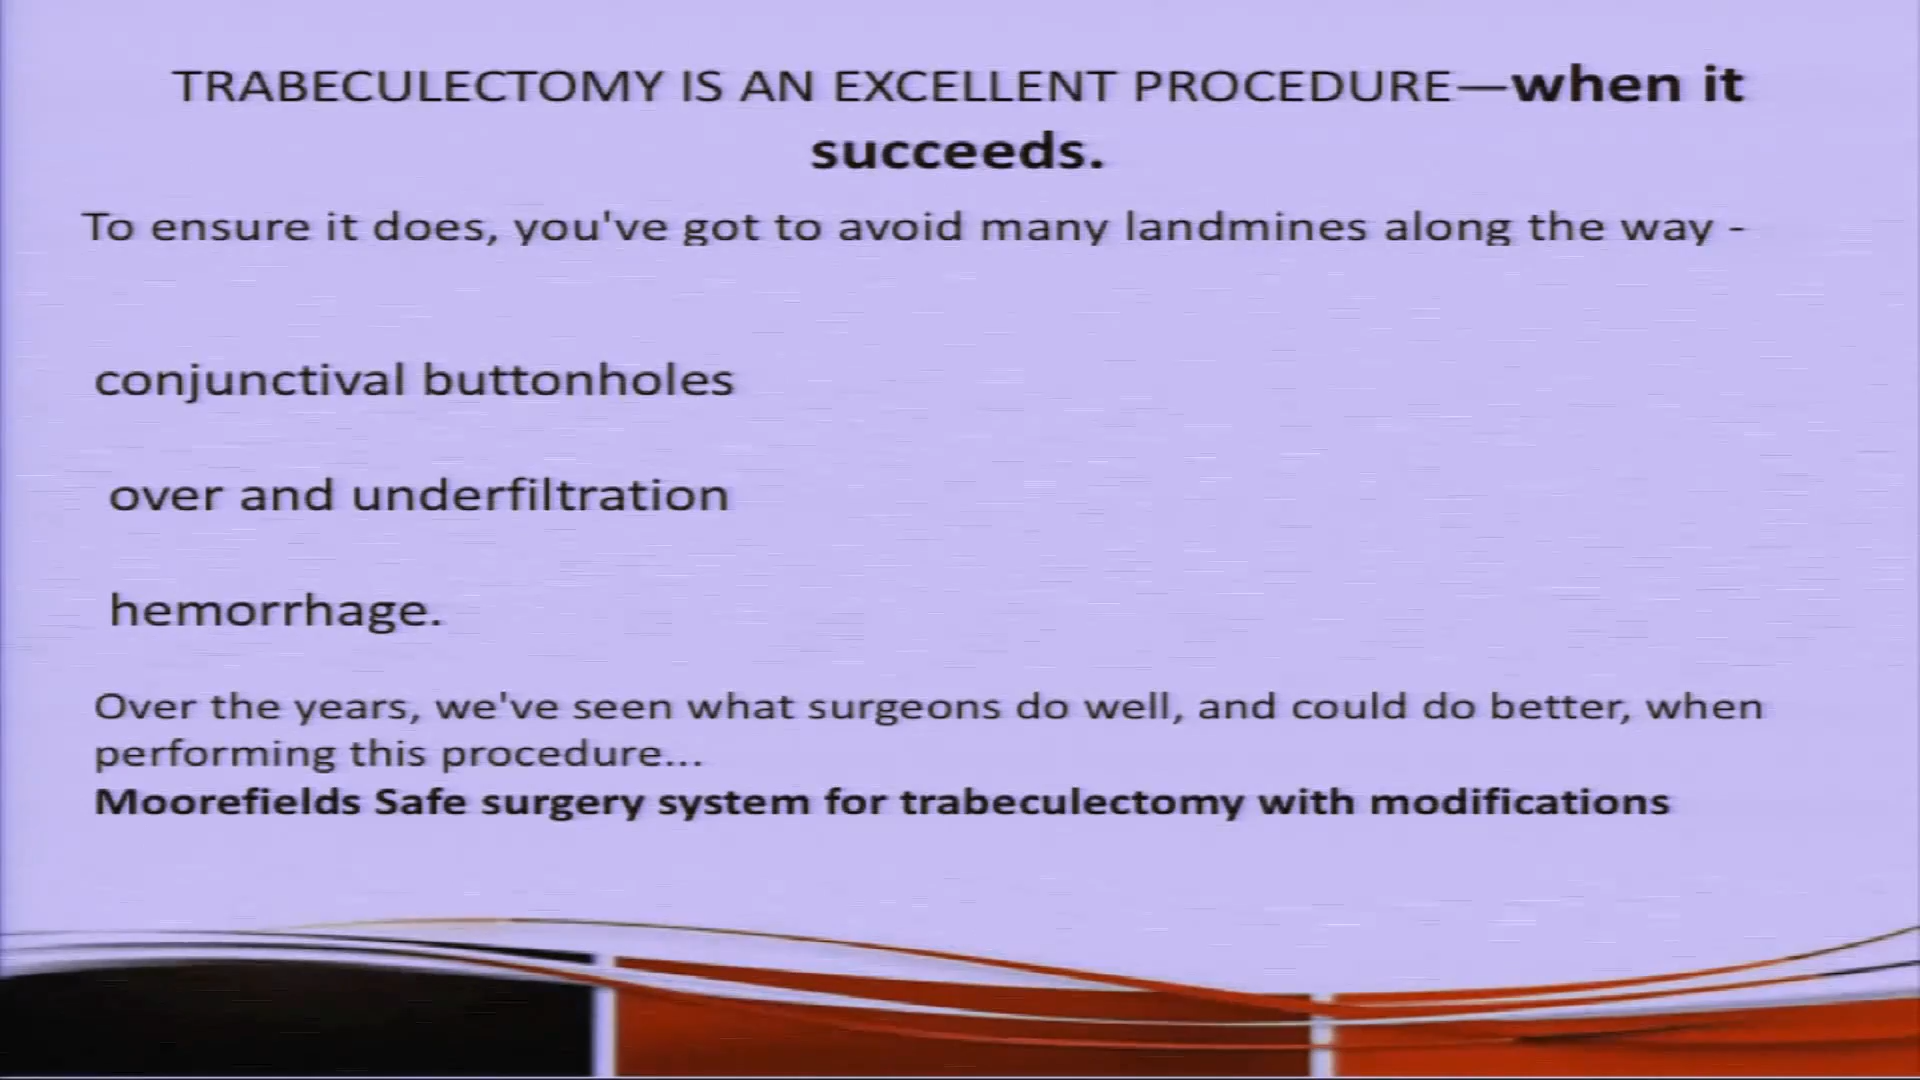 TRABECULECTOMY IS AN EXCELLENT PROCEDURE—when it
succeeds.
To ensure it does, you've got to avoid many landmines along the way -
conjunctival buttonholes
over and underfiltration
hemorrhage.
Over the years, we've seen what surgeons do well, and could do better, when
performing this procedure...
Moorefields Safe surgery system for trabeculectomy with modifications